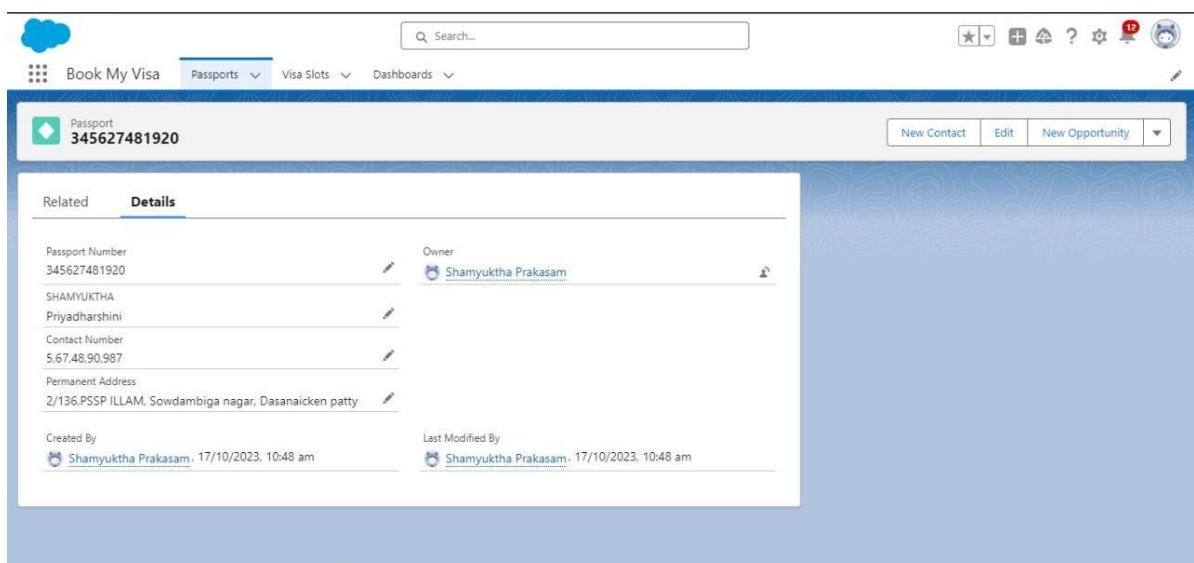 Search...
12
Book My Visa
Passports
Visa Slots
Dashboards
Passport
345627481920
New Contact
Edit
New Opportunity
Related
Details
Passport Number
345627481920
Owner
Shamyuktha Prakasam
SHAMYUKTHA
Priyadharshini
Contact Number
5,67,48,90,987
Permanent Address
2/136,PSSP ILLAM, Sowdambiga nagar, Dasanaicken patty
Created By
Shamyuktha Prakasam, 17/10/2023, 10:48 am
Last Modified By
Shamyuktha Prakasam, 17/10/2023, 10:48 am